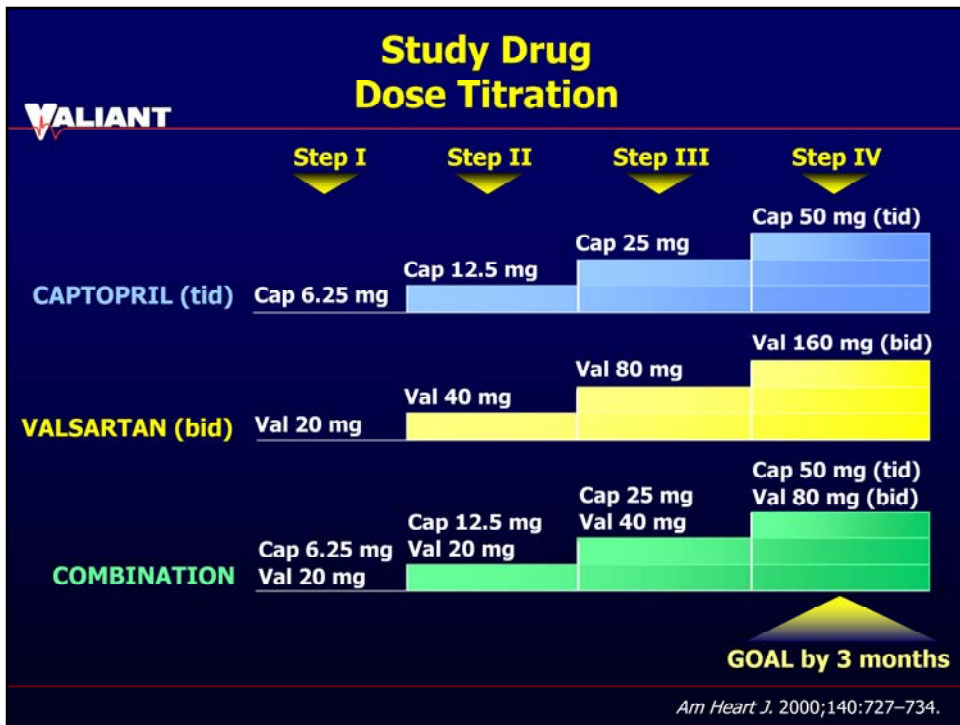 Study Drug
Dose Titration
VALIANT
Step I Step II Step III Step IV
CAPTOPRIL (tid)
Cap 6.25 mg
Cap 12.5 mg
Cap 25 mg
Cap 50 mg (tid)
VALSARTAN (bid)
Val 20 mg
Val 40 mg
Val 80 mg
Val 160 mg (bid)
COMBINATION
Cap 6.25 mg
Val 20 mg
Cap 12.5 mg
Val 20 mg
Cap 25 mg
Val 40 mg
Cap 50 mg (tid)
Val 80 mg (bid)
GOAL by 3 months
Am Heart J. 2000;140:727–734.